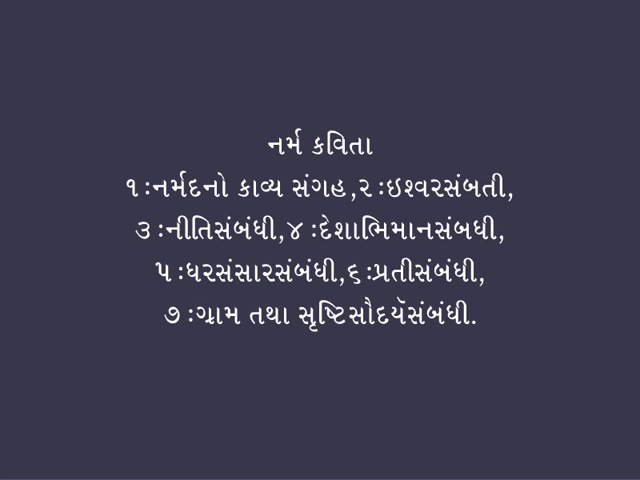 નર્મ કવિતા
૧ :નર્મદનો કાવ્ય સંગહ,૨ :ઇશ્વરસંબતી,
૩ :નીતિસંબંધી,૪ :દેશાભિમાનસંબધી,
૫ :ધરસંસારસંબંધી,૬ :પ્રતીસંબંધી,
૭ :ગ્રામ તથા સૃષ્ટિસૌદર્યંસંબંધી.